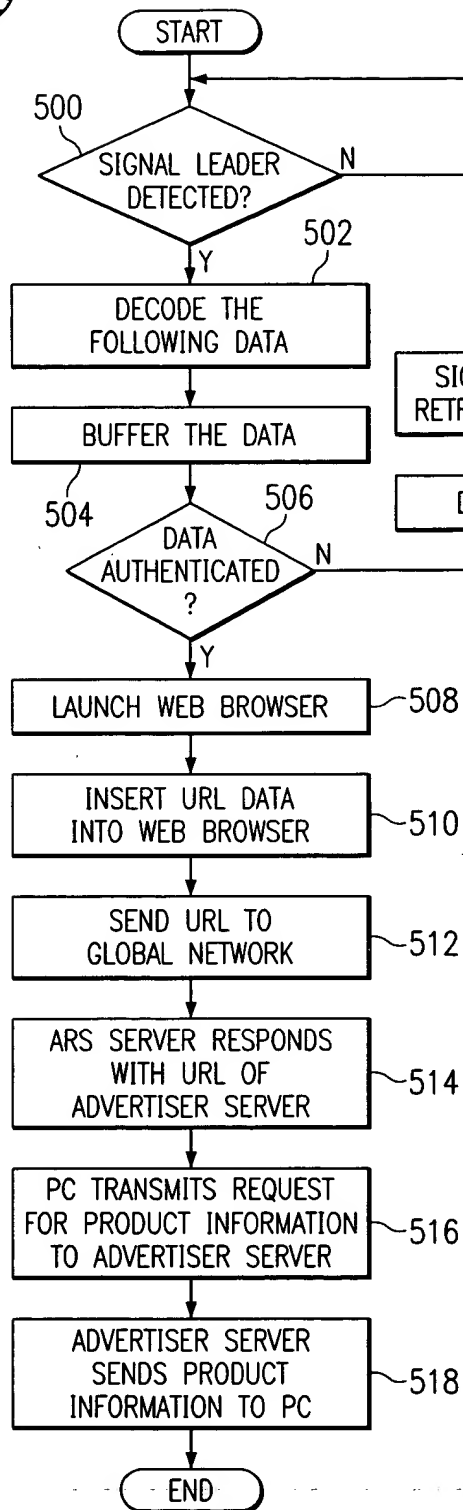 START
500
SIGNAL LEADER
DETECTED?
N
Y
502
DECODE THE
FOLLOWING DATA
BUFFER THE DATA
504
506
DATA
AUTHENTICATED
?
N
Y
LAUNCH WEB BROWSER
508
INSERT URL DATA
INTO WEB BROWSER
510
SEND URL TO
GLOBAL NETWORK
512
ARS SERVER RESPONDS
WITH URL OF
ADVERTISER SERVER
514
PC TRANSMITS REQUEST
FOR PRODUCT INFORMATION
TO ADVERTISER SERVER
516
ADVERTISER SERVER
SENDS PRODUCT
INFORMATION TO PC
518
END